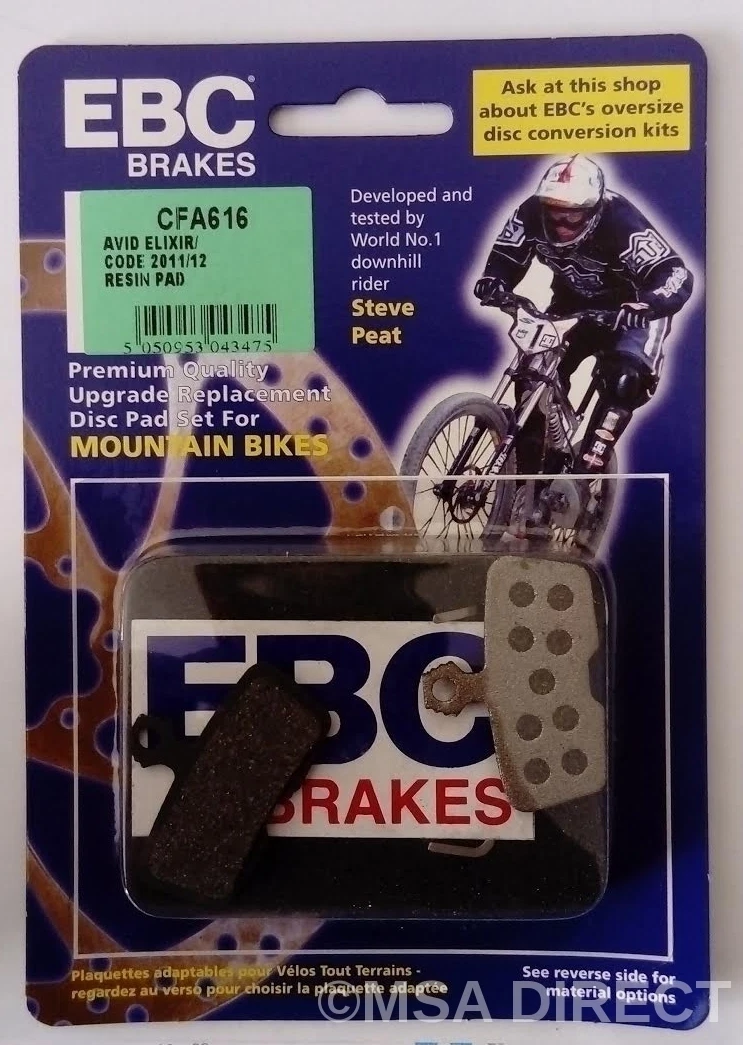 EBC
BRAKES
Ask at this shop
about EBC's oversize
disc conversion kits
CFA616
AVID ELIXIR/
CODE 2011/12
RESIN PAD
5 050953 043475
Developed and
tested by
World No.1
downhill
rider
Steve
Peat
Premium Quality
Upgrade Replacement
Disc Pad Set For
MOUNTAIN BIKES
1
EBC
BRAKES
Plaquettes adaptables pour Vélos Tout Terrains -
regardez au verso pour choisir la plaquette adaptée
See reverse side for
material options
©MSA DIRECT